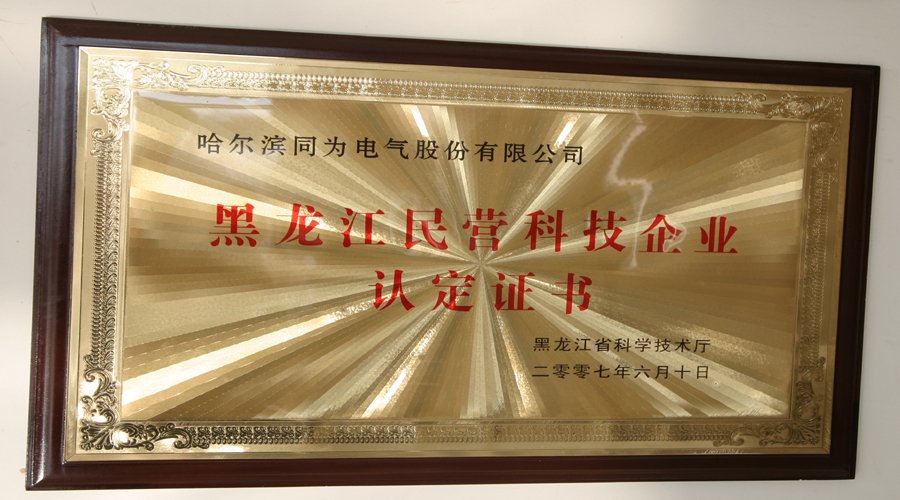 哈尔滨同为电气股份有限公司
黑龙江民营科技企业
认定证书
黑龙江省科学技术厅
二零零七年六月十日